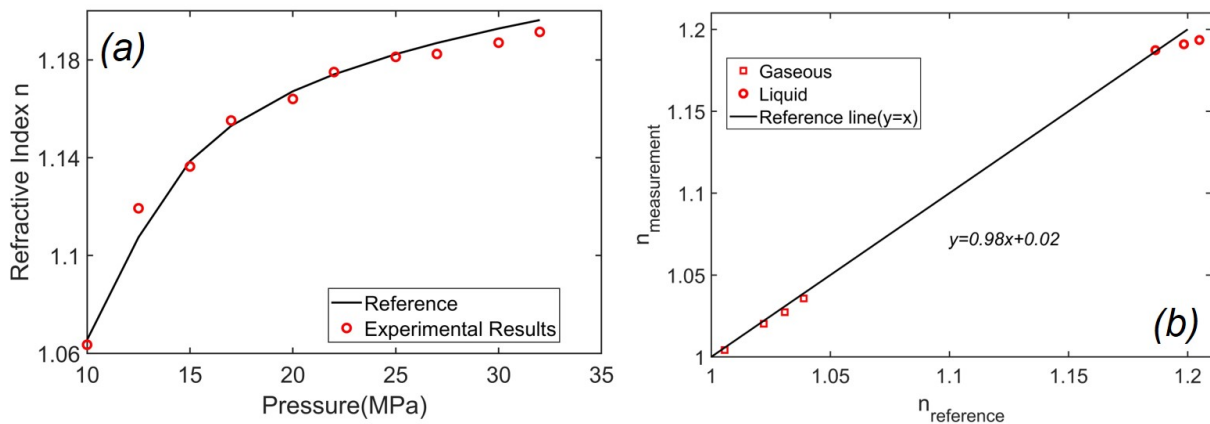 (a)
1.18
1.14
1.1
1.06
10
15
20
25
30
35
Refractive Index n
Pressure(MPa)
Reference
Experimental Results
(b)
1.2
1.15
1.1
1.05
1
1
1.05
1.1
1.15
1.2
n_measurement
n_reference
Gaseous
Liquid
Reference line(y=x)
y=0.98x+0.02